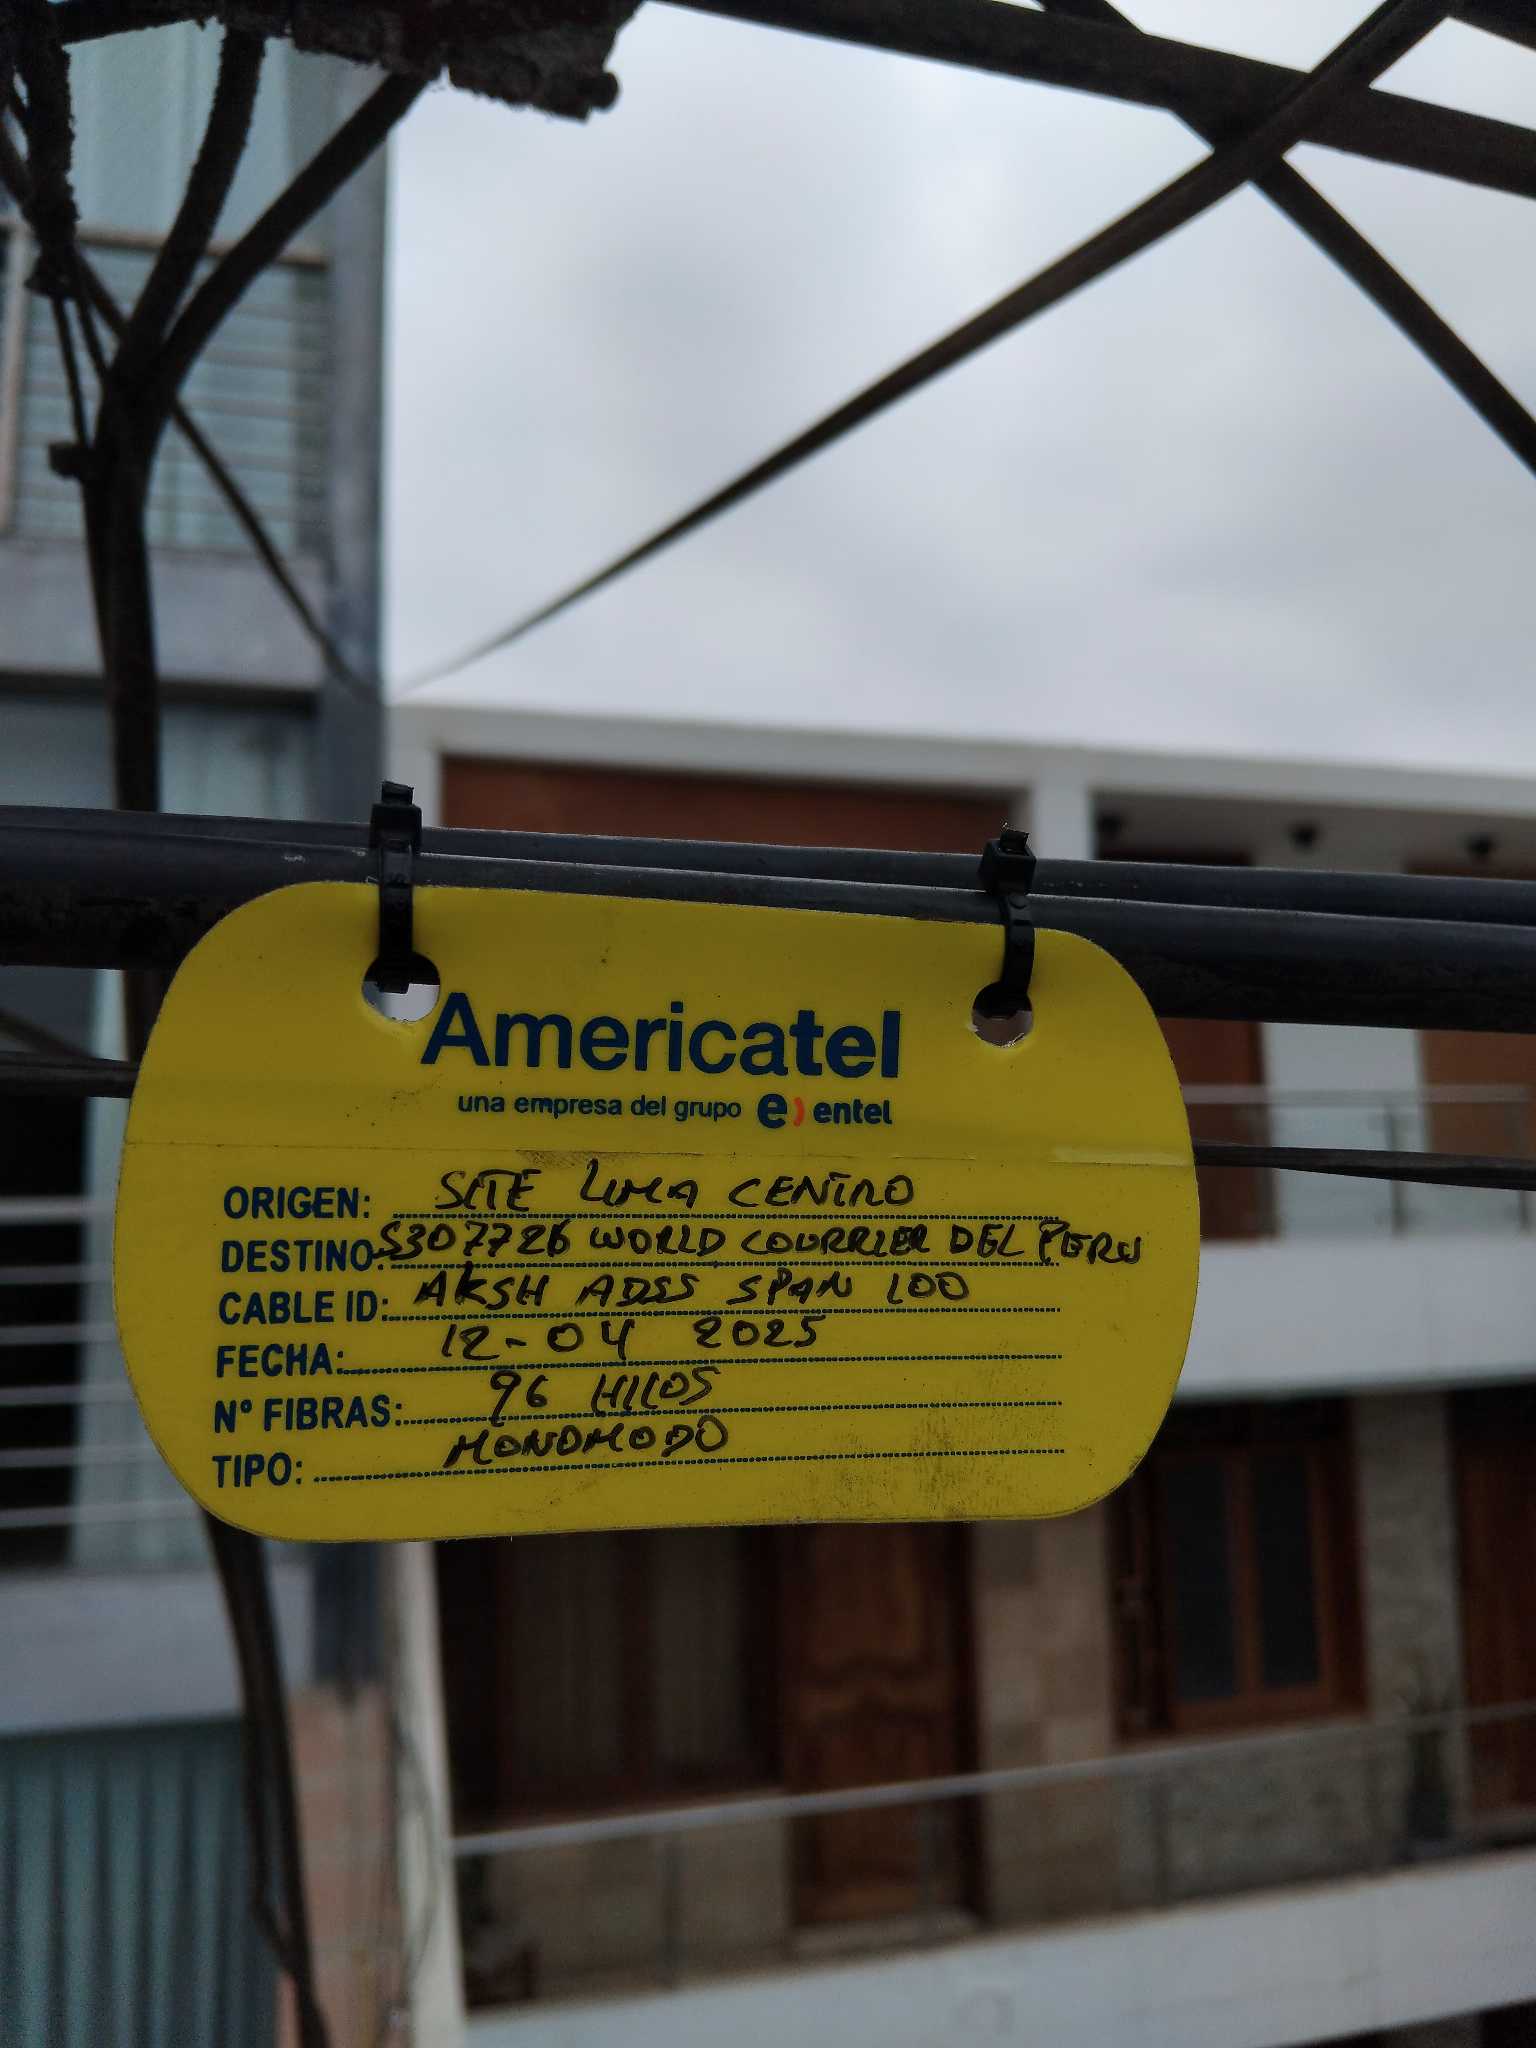 Americatel
una empresa del grupo e) entel
ORIGEN: SITE LIMA CENTRO
DESTINO: S307726 WORLD COURRIER DEL PERU
CABLE ID: AKSH ADSS SPAN 100
FECHA: 12-04 2025
N° FIBRAS: 96 HILOS
TIPO: MONOMODO